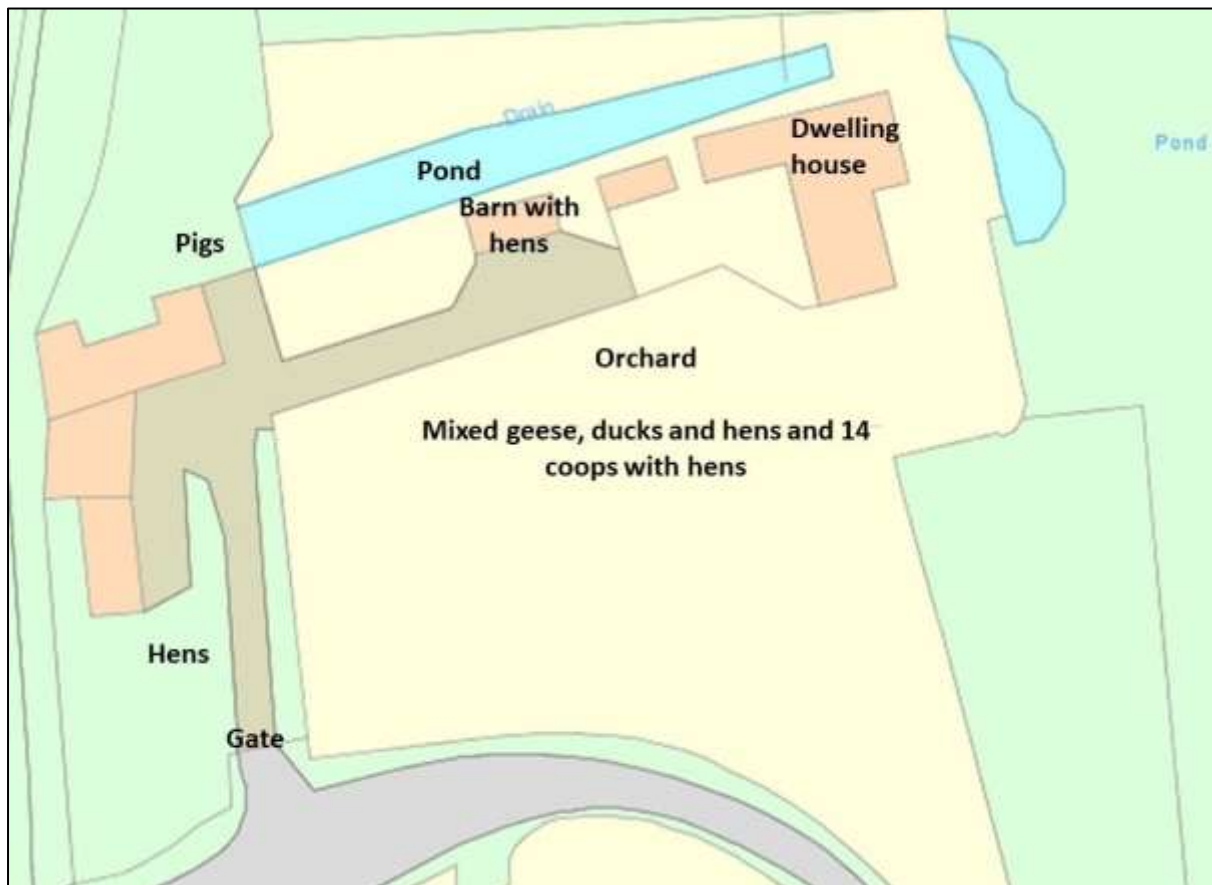 Drain
Dwelling
house
Pond
Pond
Barn with
hens
Pigs
Orchard
Mixed geese, ducks and hens and 14
coops with hens
Hens
Gate